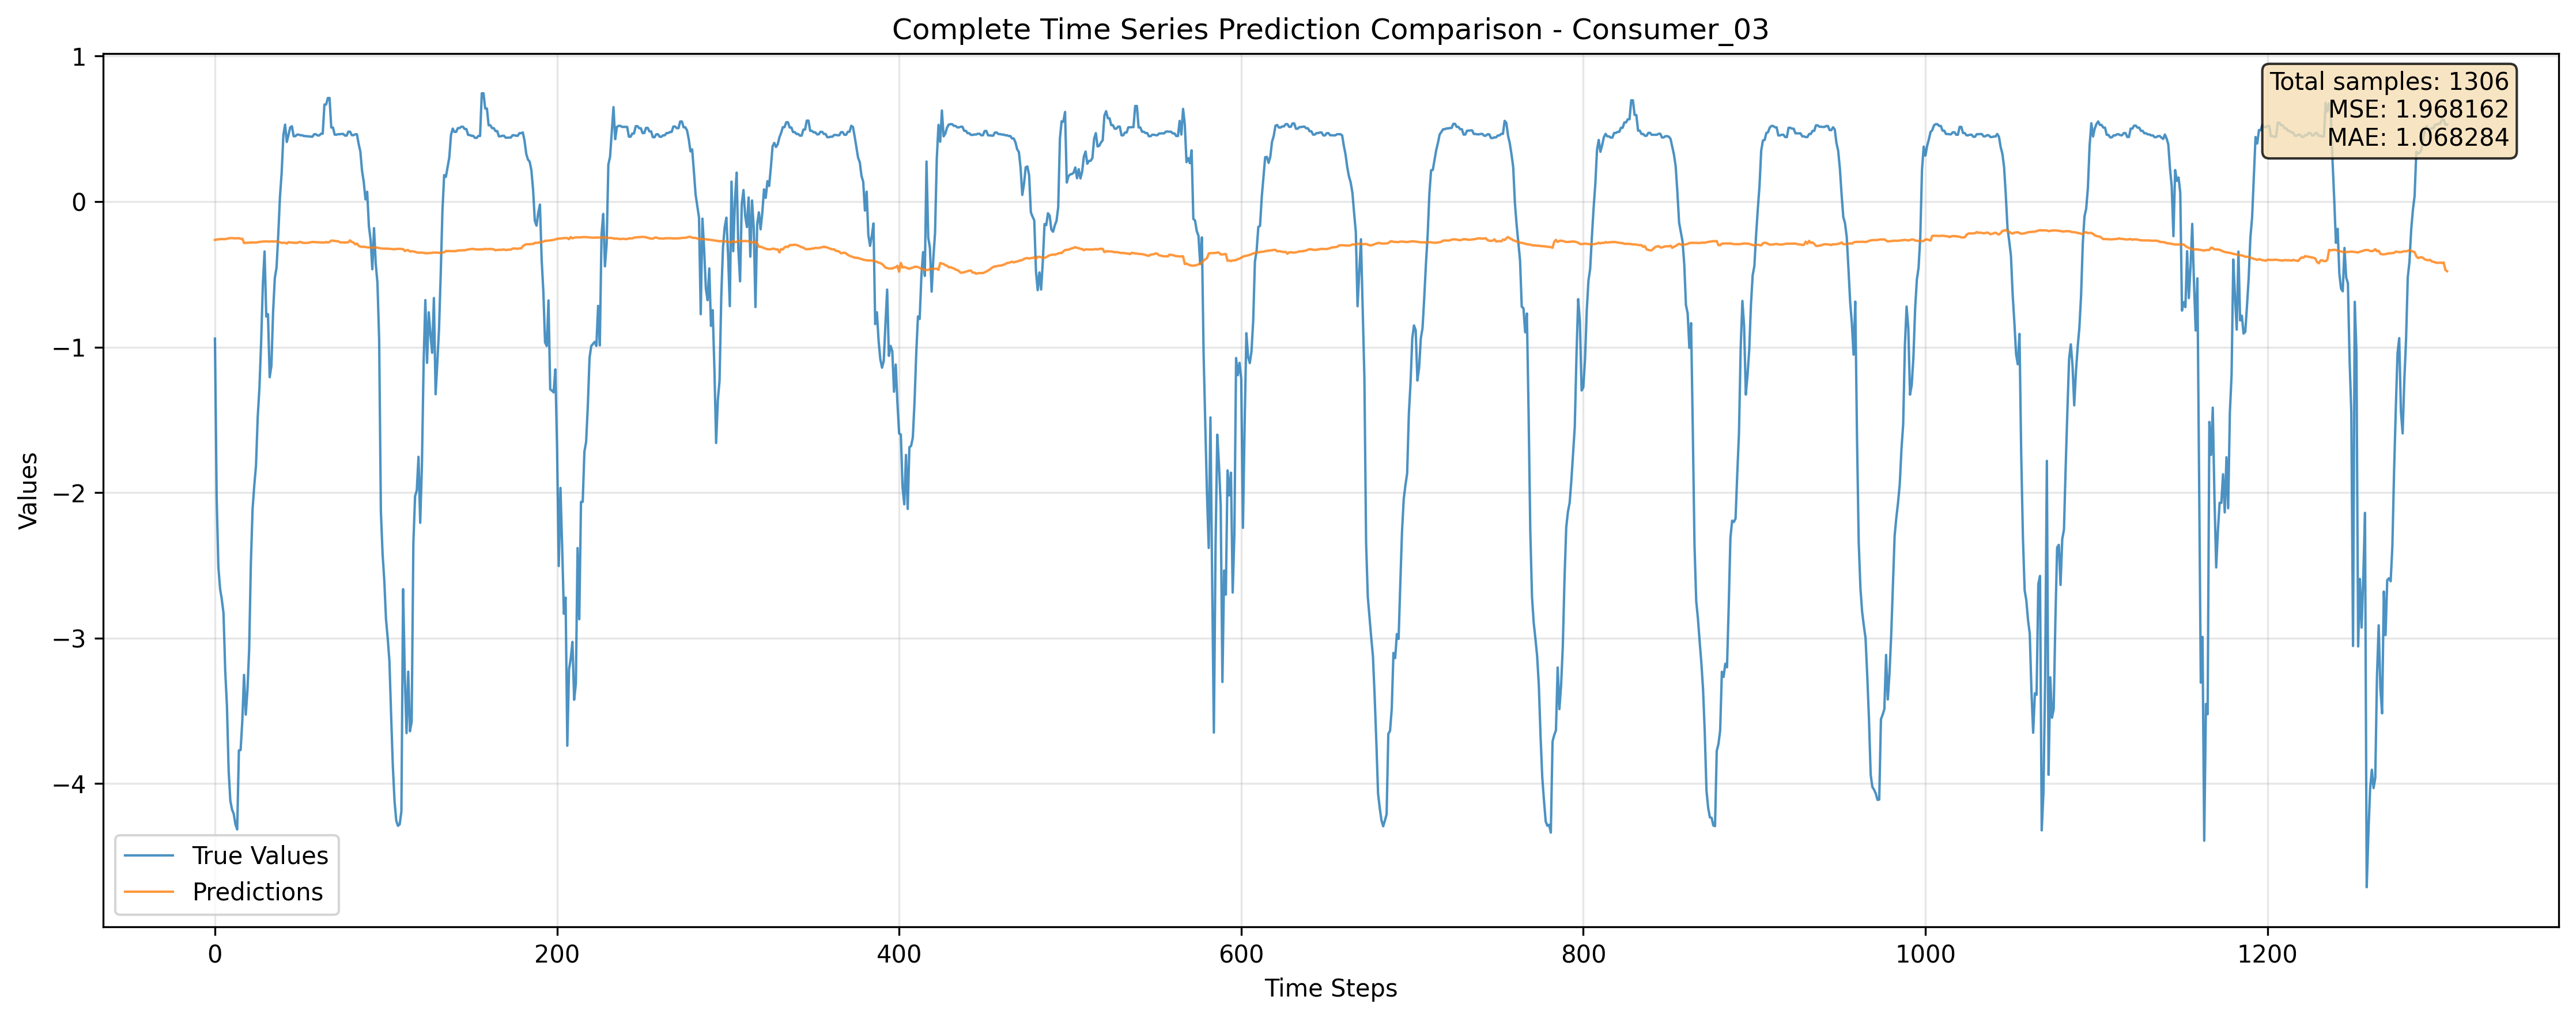 Complete Time Series Prediction Comparison - Consumer_03
Total samples: 1306
MSE: 1.968162
MAE: 1.068284
Values
1
0
−1
−2
−3
−4
True Values
Predictions
0
200
400
600
800
1000
1200
Time Steps